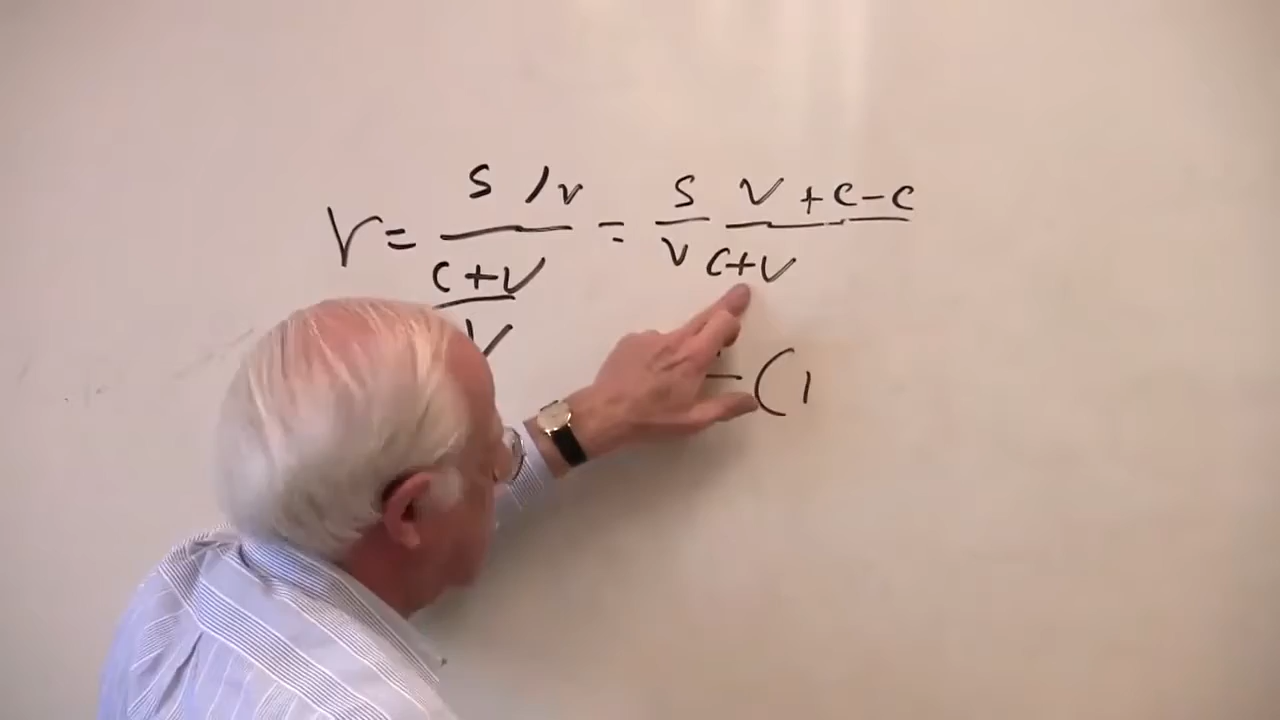 r = s / v = s v + c - c
c + v v c + v
v
(1